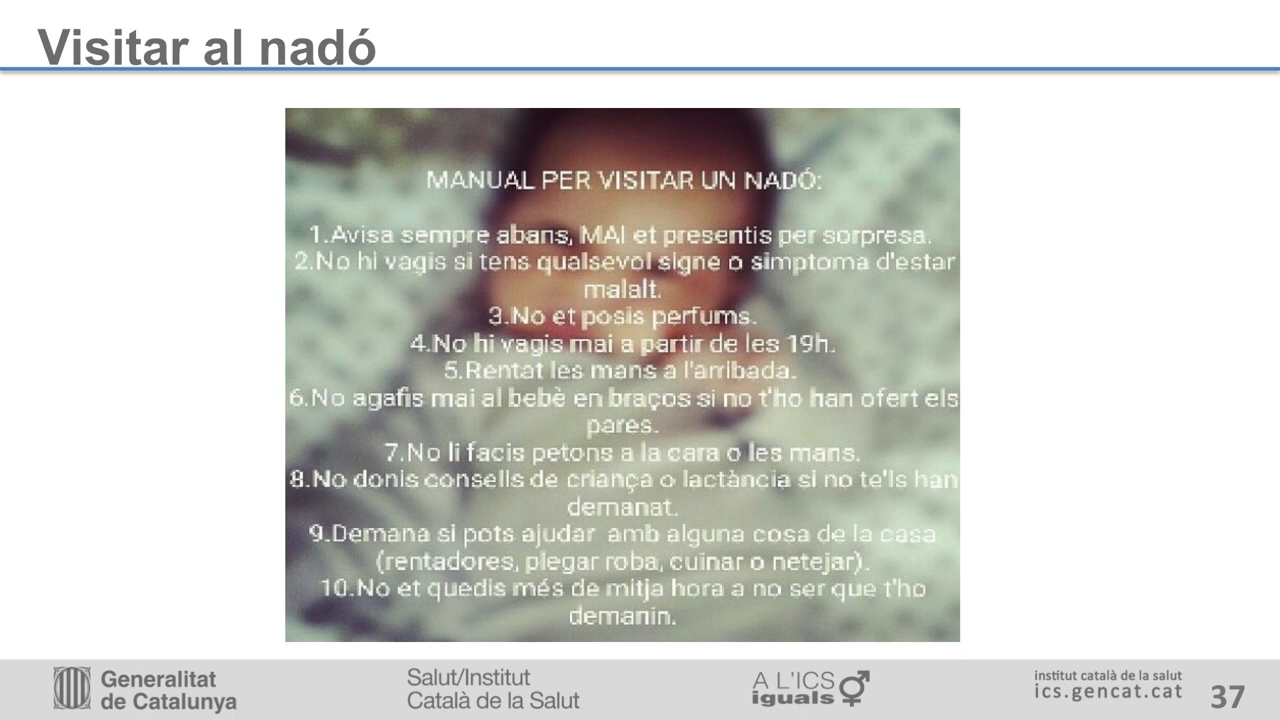 Visitar al nadó
MANUAL PER VISITAR UN NADÓ:
1.Avisa sempre abans, MAI et presentis per sorpresa.
2.No hi vagis si tens qualsevol signe o simptoma d'estar
malalt.
3.No et posis perfums.
4.No hi vagis mai a partir de les 19h.
5.Rentat les mans a l'arribada.
6.No agafis mai al bebè en braços si no t'ho han ofert els
pares.
7.No li facis petons a la cara o les mans.
8.No donis consells de criança o lactància si no te'ls han
demanat.
9.Demana si pots ajudar amb alguna cosa de la casa
(rentadores, plegar roba, cuinar o netejar).
10.No et quedis més de mitja hora a no ser que t'ho
demanin.
Generalitat
de Catalunya
Salut/Institut
Català de la Salut
A L'ICS
iguals
institut català de la salut
ics.gencat.cat
37